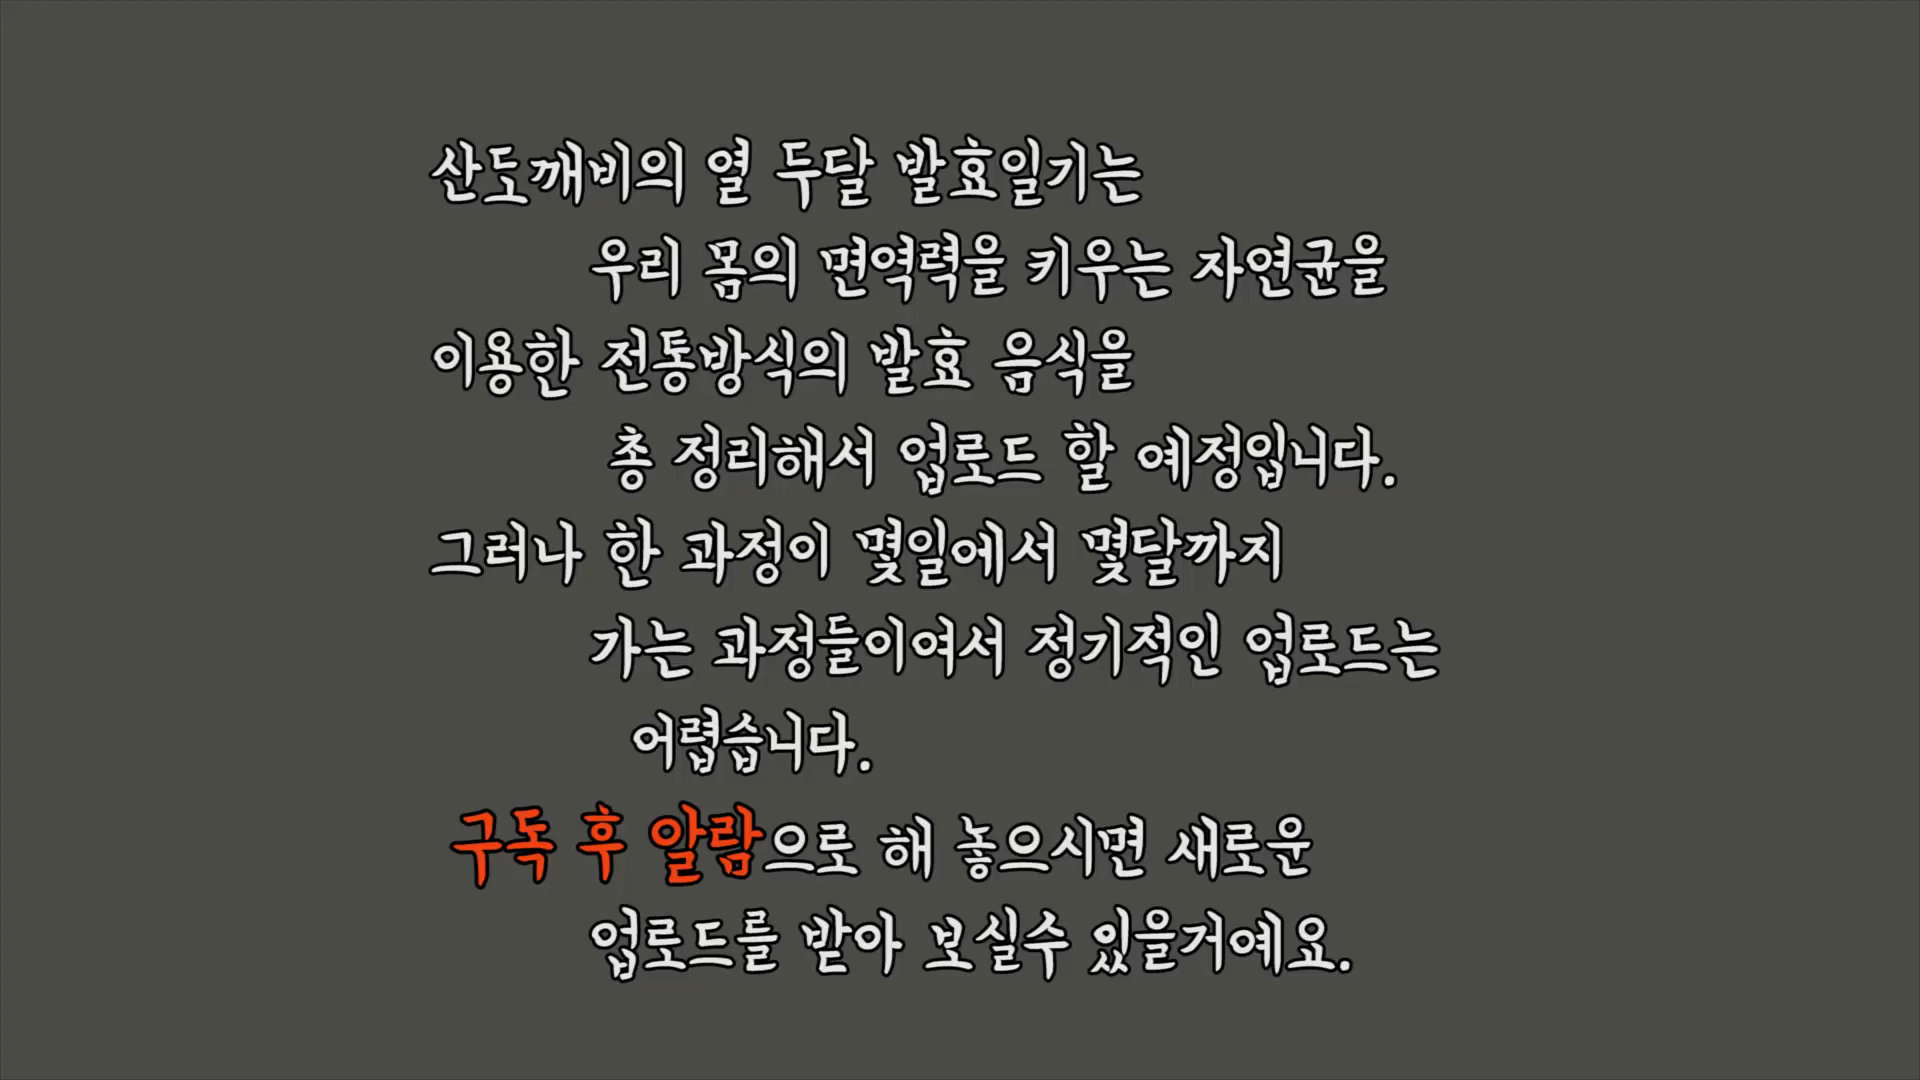 산도깨비의 열 두달 발효일기는
우리 몸의 면역력을 키우는 자연균을
이용한 전통방식의 발효 음식을
총 정리해서 업로드 할 예정입니다.
그러나 한 과정이 몇일에서 몇달까지
가는 과정들이여서 정기적인 업로드는
어렵습니다.
구독 후 알람으로 해 놓으시면 새로운
업로드를 받아 보실수 있을거예요.